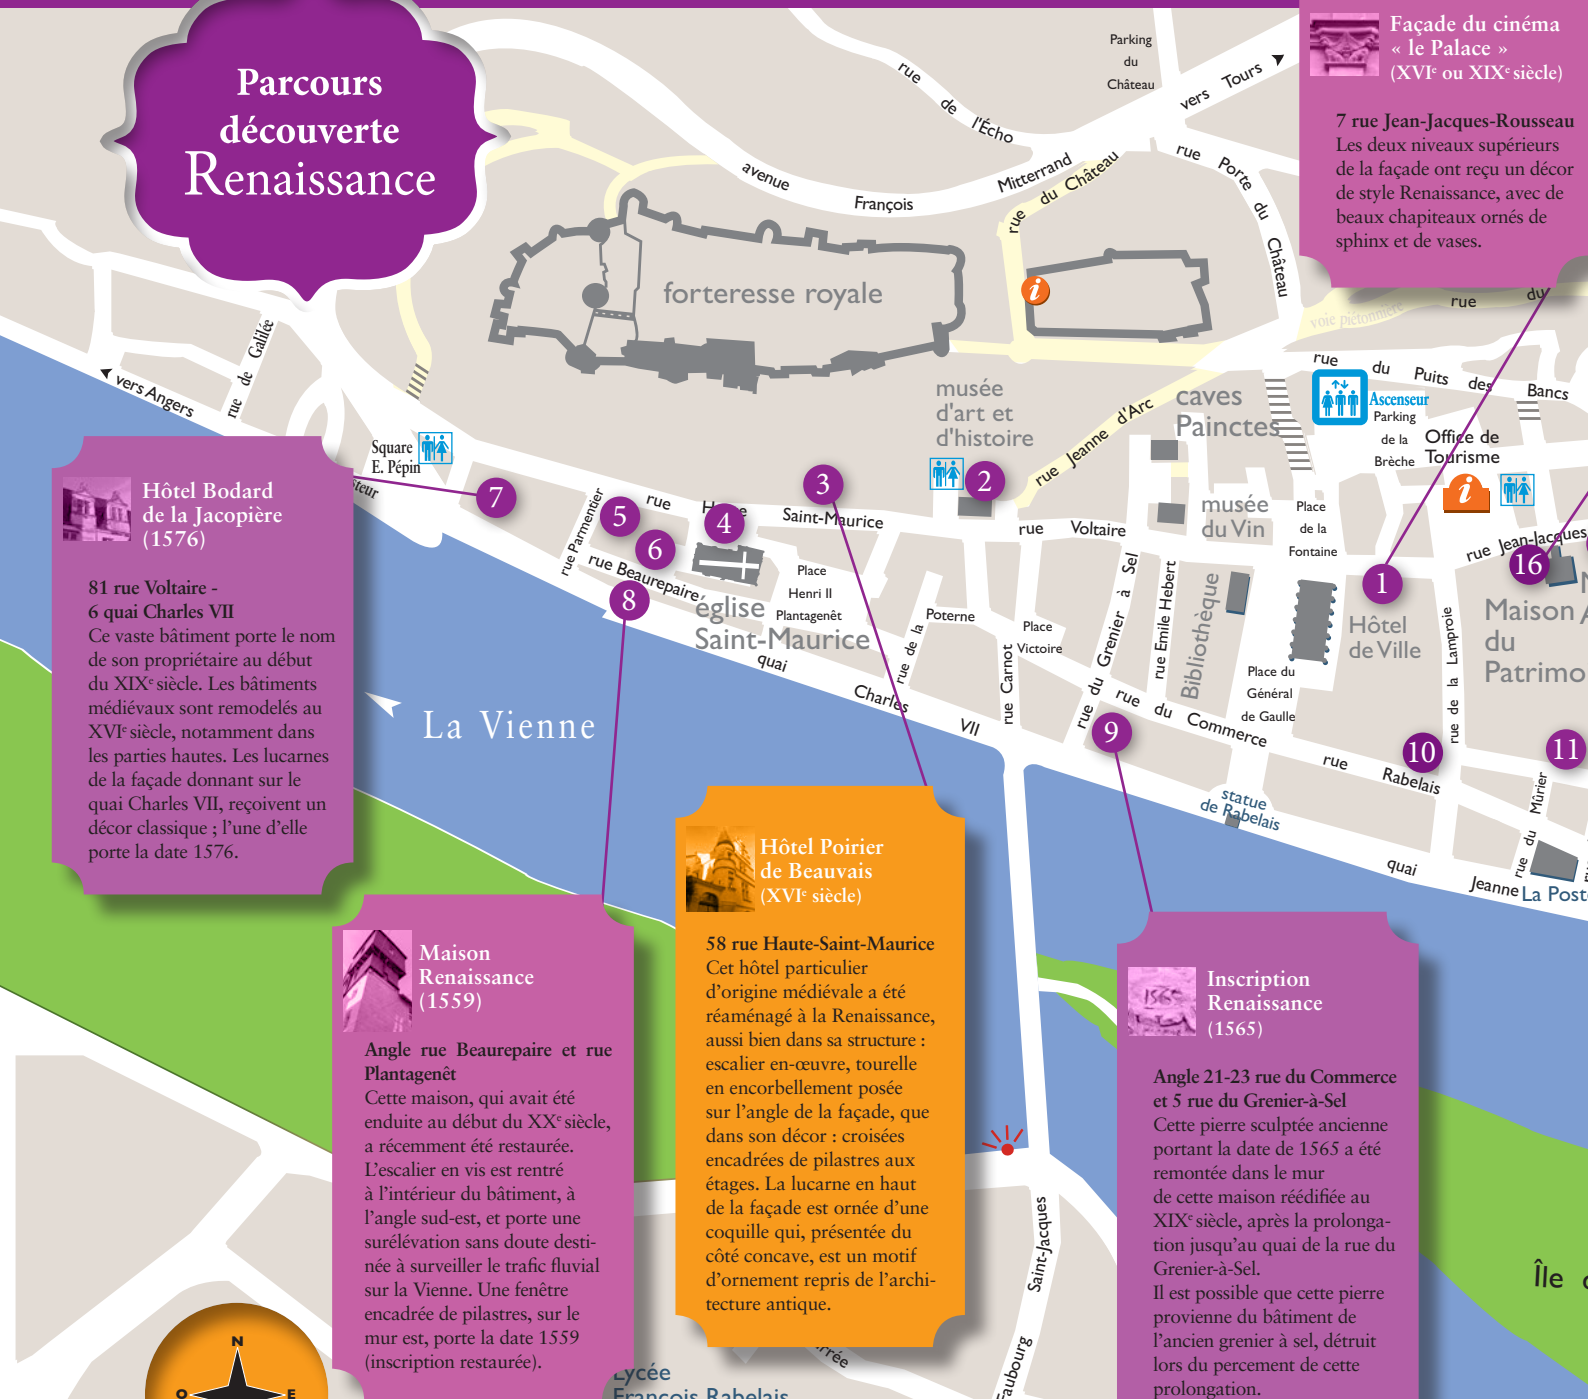 Parcours
découverte
Renaissance
Façade du cinéma
« le Palace »
(XVIe ou XIXe siècle)
7 rue Jean-Jacques-Rousseau
Les deux niveaux supérieurs
de la façade ont reçu un décor
de style Renaissance, avec de
beaux chapiteaux ornés de
sphinx et de vases.
Parking
du
Château
vers Tours
rue de l'Écho
avenue François Mitterrand
rue du Château
rue Porte du Château
forteresse royale
i
voie piétonnière
rue du
rue de Galilée
vers Angers
Square
E. Pépin
rue du Puits des Bancs
Ascenseur
Parking
de la
Brèche
Office de
Tourisme
i
musée
d'art et
d'histoire
rue Jeanne d'Arc
caves
Painctes
musée
du Vin
Place
de la
Fontaine
rue Jean-Jacques
7
5
6
4
3
2
8
1
16
9
10
11
rue Parmentier
rue Saint-Maurice
rue Beaurepaire
rue Voltaire
église
Saint-Maurice
Place
Henri II
Plantagenêt
rue de la Poterne
Place
Victoire
rue Carnot
rue du Grenier à Sel
rue Emile Hebert
Bibliothèque
Hôtel
de Ville
Maison
du
Patrimo
rue de la Lamproie
Place du
Général
de Gaulle
quai Charles VII
rue du Commerce
rue Rabelais
statue
de Rabelais
rue du Mûrier
quai Jeanne
La Post
La Vienne
Hôtel Bodard
de la Jacopière
(1576)
81 rue Voltaire -
6 quai Charles VII
Ce vaste bâtiment porte le nom
de son propriétaire au début
du XIXe siècle. Les bâtiments
médiévaux sont remodelés au
XVIe siècle, notamment dans
les parties hautes. Les lucarnes
de la façade donnant sur le
quai Charles VII, reçoivent un
décor classique ; l'une d'elle
porte la date 1576.
Maison
Renaissance
(1559)
Angle rue Beaurepaire et rue
Plantagenêt
Cette maison, qui avait été
enduite au début du XXe siècle,
a récemment été restaurée.
L'escalier en vis est rentré
à l'intérieur du bâtiment, à
l'angle sud-est, et porte une
surélévation sans doute desti-
née à surveiller le trafic fluvial
sur la Vienne. Une fenêtre
encadrée de pilastres, sur le
mur est, porte la date 1559
(inscription restaurée).
Hôtel Poirier
de Beauvais
(XVIe siècle)
58 rue Haute-Saint-Maurice
Cet hôtel particulier
d'origine médiévale a été
réaménagé à la Renaissance,
aussi bien dans sa structure :
escalier en-œuvre, tourelle
en encorbellement posée
sur l'angle de la façade, que
dans son décor : croisées
encadrées de pilastres aux
étages. La lucarne en haut
de la façade est ornée d'une
coquille qui, présentée du
côté concave, est un motif
d'ornement repris de l'archi-
tecture antique.
1565
Inscription
Renaissance
(1565)
Angle 21-23 rue du Commerce
et 5 rue du Grenier-à-Sel
Cette pierre sculptée ancienne
portant la date de 1565 a été
remontée dans le mur
de cette maison réédifiée au
XIXe siècle, après la prolonga-
tion jusqu'au quai de la rue du
Grenier-à-Sel.
Il est possible que cette pierre
provienne du bâtiment de
l'ancien grenier à sel, détruit
lors du percement de cette
prolongation.
Faubourg Saint-Jacques
Île
Lycée
François Rabelais
N
O
E